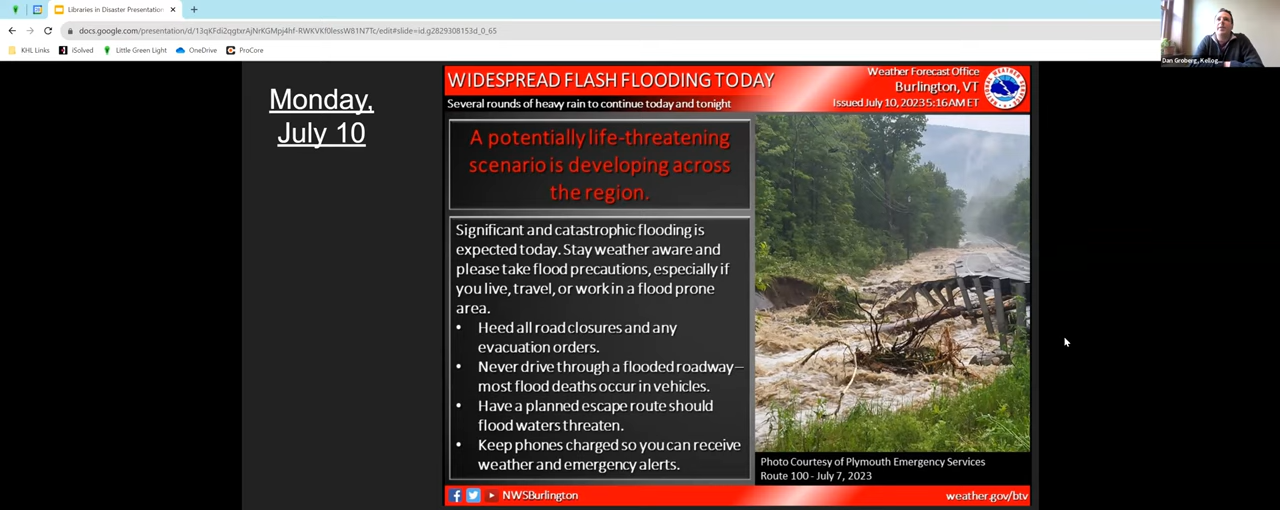 Libraries in Disaster Presentation
docs.google.com/presentation/d/13qKFdi2qgtxrAjNrKGMpj4hf-RWKVKf0lessW81N7Tc/edit#slide=id.g2829308153d_0_65
KHL Links
iSolved
Little Green Light
OneDrive
ProCore
Dan Groberg, Kellog...
Monday,
July 10
WIDESPREAD FLASH FLOODING TODAY
Several rounds of heavy rain to continue today and tonight
Weather Forecast Office
Burlington, VT
Issued July 10, 2023 5:16 AM ET
A potentially life-threatening
scenario is developing across
the region.
Significant and catastrophic flooding is
expected today. Stay weather aware and
please take flood precautions, especially if
you live, travel, or work in a flood prone
area.
• Heed all road closures and any
evacuation orders.
• Never drive through a flooded roadway–
most flood deaths occur in vehicles.
• Have a planned escape route should
flood waters threaten.
• Keep phones charged so you can receive
weather and emergency alerts.
Photo Courtesy of Plymouth Emergency Services
Route 100 - July 7, 2023
NWSBurlington
weather.gov/btv